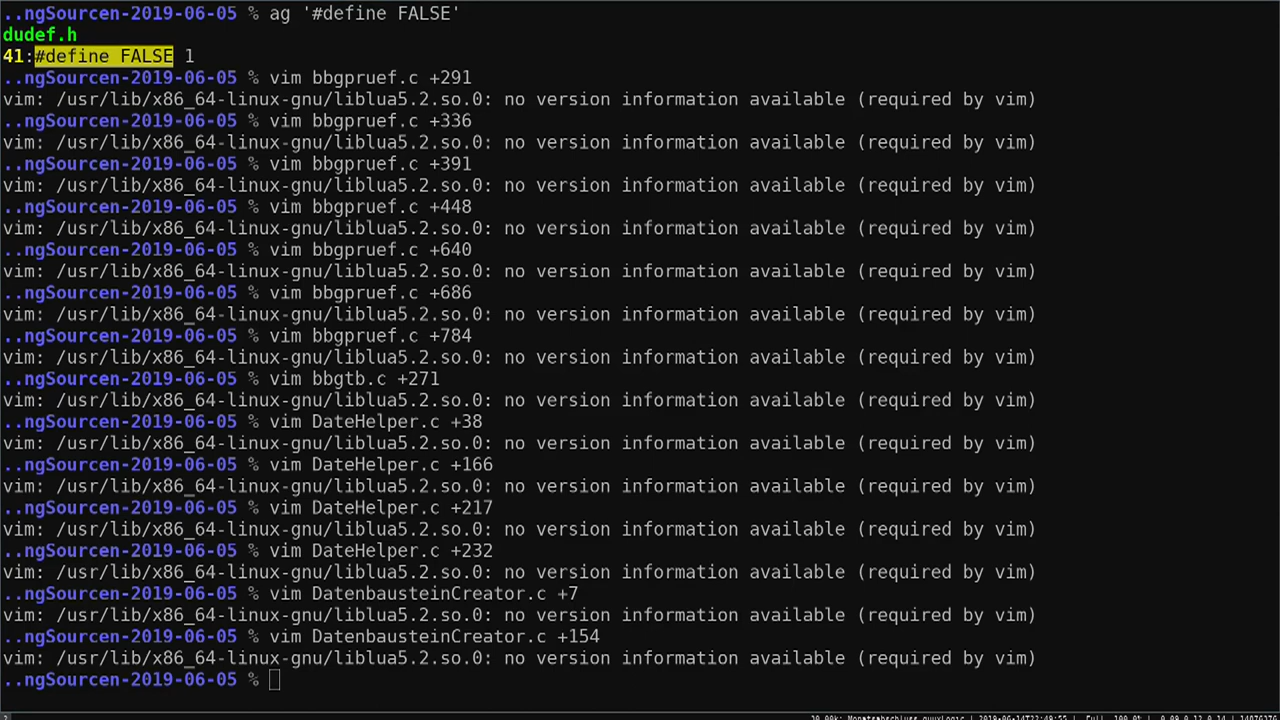 ..ngSourcen-2019-06-05 % ag '#define FALSE'
dudef.h
41:#define FALSE 1
..ngSourcen-2019-06-05 % vim bbgpruef.c +291
vim: /usr/lib/x86_64-linux-gnu/liblua5.2.so.0: no version information available (required by vim)
..ngSourcen-2019-06-05 % vim bbgpruef.c +336
vim: /usr/lib/x86_64-linux-gnu/liblua5.2.so.0: no version information available (required by vim)
..ngSourcen-2019-06-05 % vim bbgpruef.c +391
vim: /usr/lib/x86_64-linux-gnu/liblua5.2.so.0: no version information available (required by vim)
..ngSourcen-2019-06-05 % vim bbgpruef.c +448
vim: /usr/lib/x86_64-linux-gnu/liblua5.2.so.0: no version information available (required by vim)
..ngSourcen-2019-06-05 % vim bbgpruef.c +640
vim: /usr/lib/x86_64-linux-gnu/liblua5.2.so.0: no version information available (required by vim)
..ngSourcen-2019-06-05 % vim bbgpruef.c +686
vim: /usr/lib/x86_64-linux-gnu/liblua5.2.so.0: no version information available (required by vim)
..ngSourcen-2019-06-05 % vim bbgpruef.c +784
vim: /usr/lib/x86_64-linux-gnu/liblua5.2.so.0: no version information available (required by vim)
..ngSourcen-2019-06-05 % vim bbgtb.c +271
vim: /usr/lib/x86_64-linux-gnu/liblua5.2.so.0: no version information available (required by vim)
..ngSourcen-2019-06-05 % vim DateHelper.c +38
vim: /usr/lib/x86_64-linux-gnu/liblua5.2.so.0: no version information available (required by vim)
..ngSourcen-2019-06-05 % vim DateHelper.c +166
vim: /usr/lib/x86_64-linux-gnu/liblua5.2.so.0: no version information available (required by vim)
..ngSourcen-2019-06-05 % vim DateHelper.c +217
vim: /usr/lib/x86_64-linux-gnu/liblua5.2.so.0: no version information available (required by vim)
..ngSourcen-2019-06-05 % vim DateHelper.c +232
vim: /usr/lib/x86_64-linux-gnu/liblua5.2.so.0: no version information available (required by vim)
..ngSourcen-2019-06-05 % vim DatenbausteinCreator.c +7
vim: /usr/lib/x86_64-linux-gnu/liblua5.2.so.0: no version information available (required by vim)
..ngSourcen-2019-06-05 % vim DatenbausteinCreator.c +154
vim: /usr/lib/x86_64-linux-gnu/liblua5.2.so.0: no version information available (required by vim)
..ngSourcen-2019-06-05 %